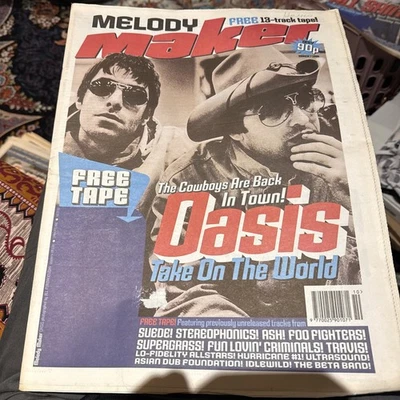 MELODY
FREE 13-track tape!
maker
90p
FREE
TAPE
The Cowboys Are Back
In Town!
Oasis
Take On The World
FREE TAPE! Featuring previously unreleased tracks from
SUEDE! STEREOPHONICS! ASH! FOO FIGHTERS!
SUPERGRASS! FUN LOVIN' CRIMINALS! TRAVIS!
LO-FIDELITY ALLSTARS! HURRICANE #1! ULTRASOUND!
ASIAN DUB FOUNDATION! IDLEWILD! THE BETA BAND!